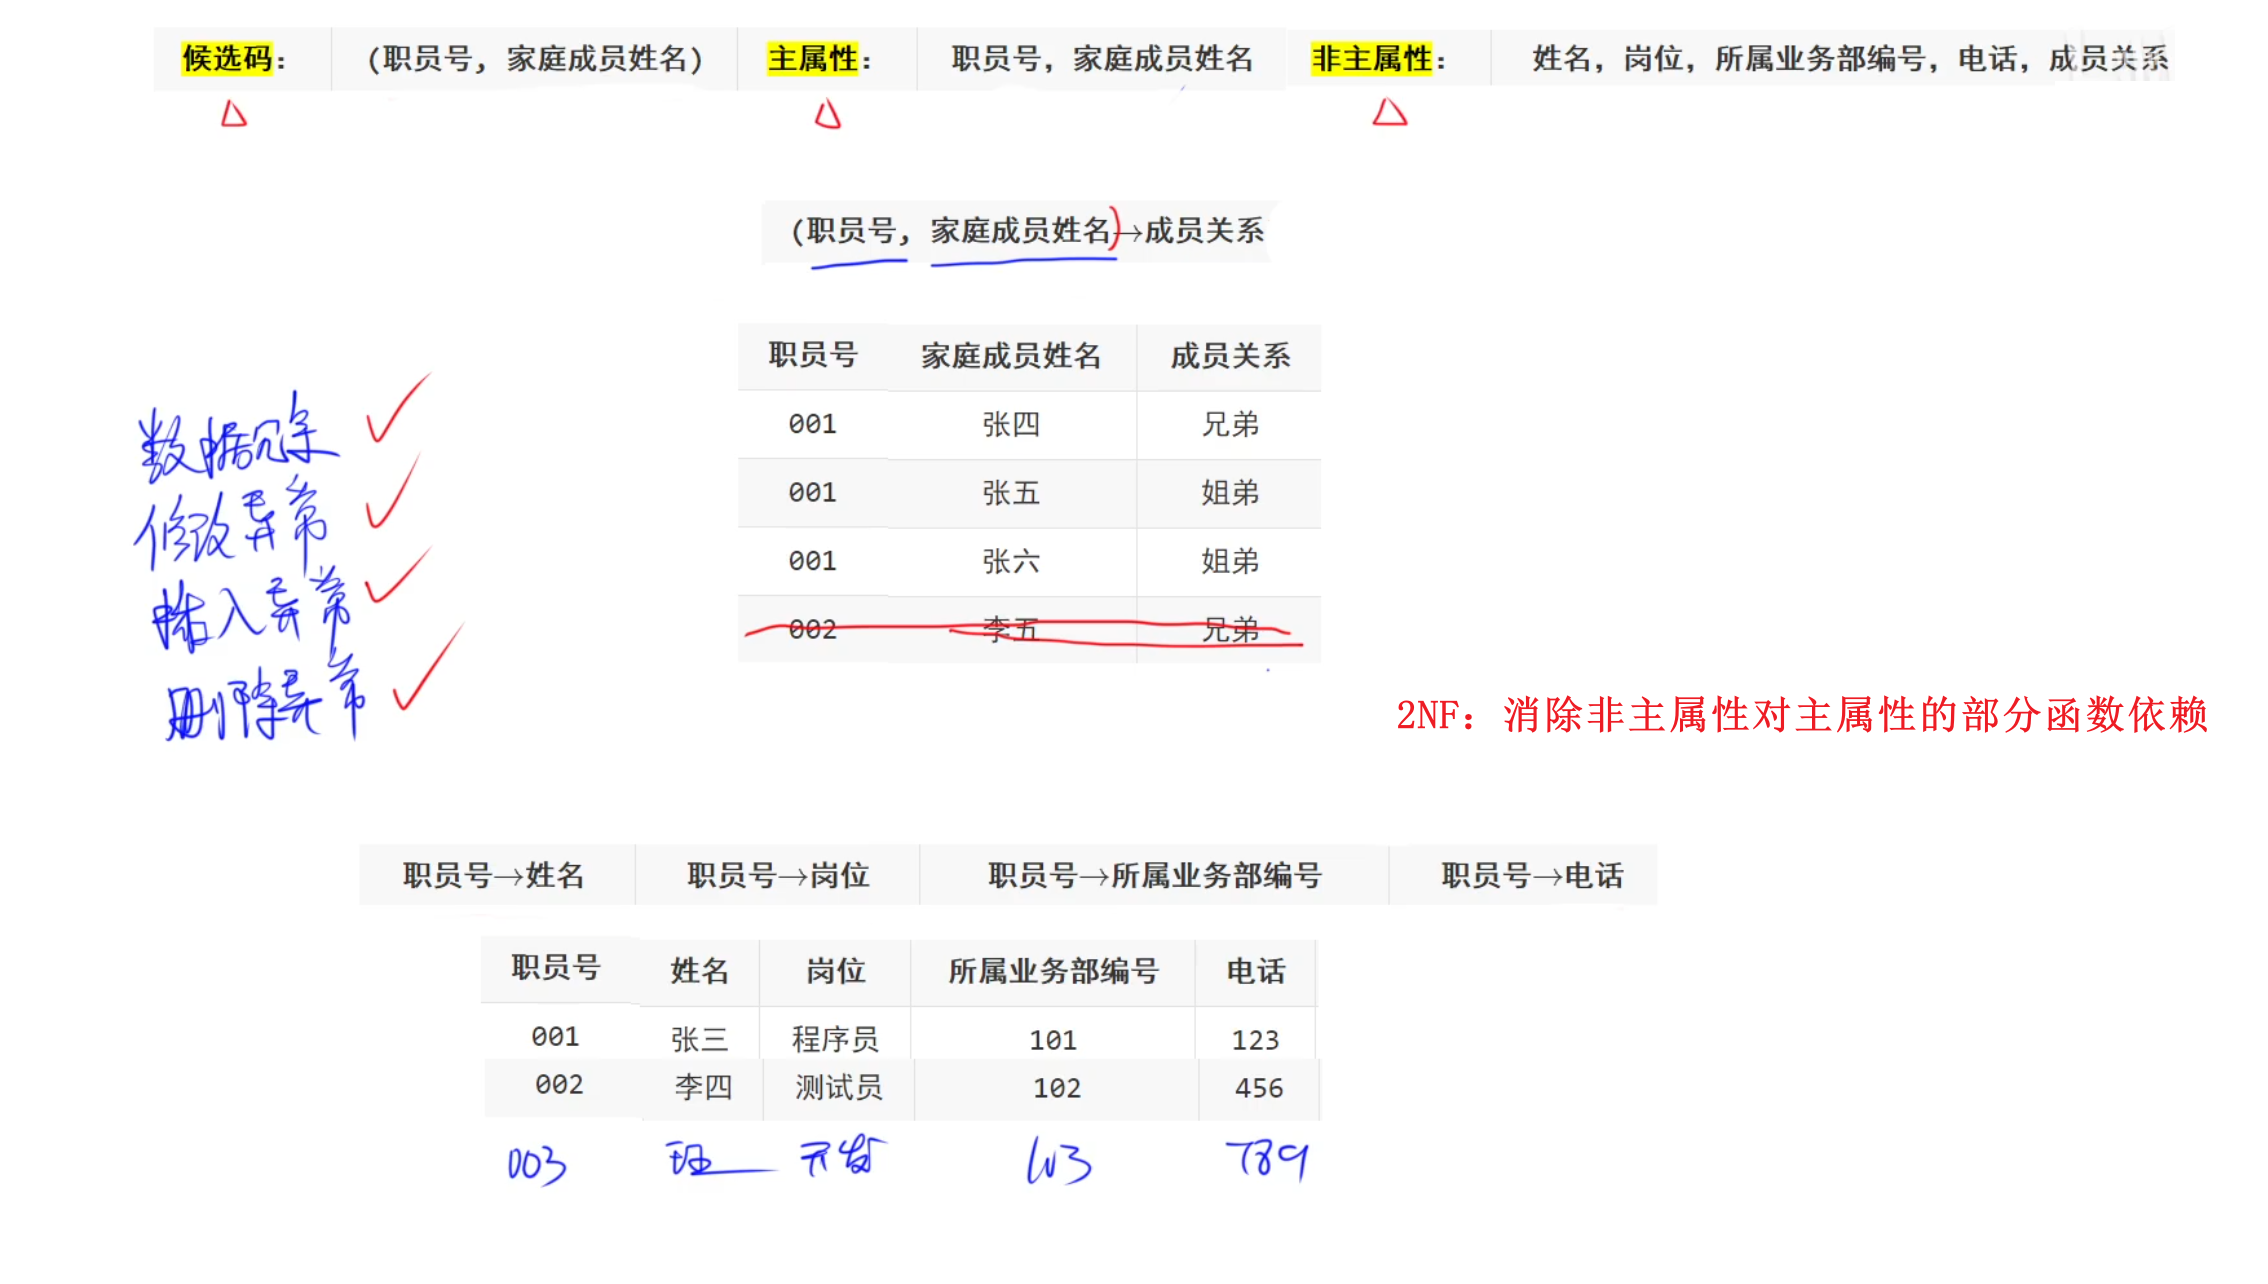 候选码： （职员号，家庭成员姓名） 主属性： 职员号，家庭成员姓名 非主属性： 姓名，岗位，所属业务部编号，电话，成员关系
（职员号，家庭成员姓名)→成员关系
职员号 家庭成员姓名 成员关系
001 张四 兄弟
001 张五 姐弟
001 张六 姐弟
002 李五 兄弟
数据冗余
修改异常
插入异常
删除异常
2NF：消除非主属性对主属性的部分函数依赖
职员号→姓名 职员号→岗位 职员号→所属业务部编号 职员号→电话
职员号 姓名 岗位 所属业务部编号 电话
001 张三 程序员 101 123
002 李四 测试员 102 456
003 开发 103 789